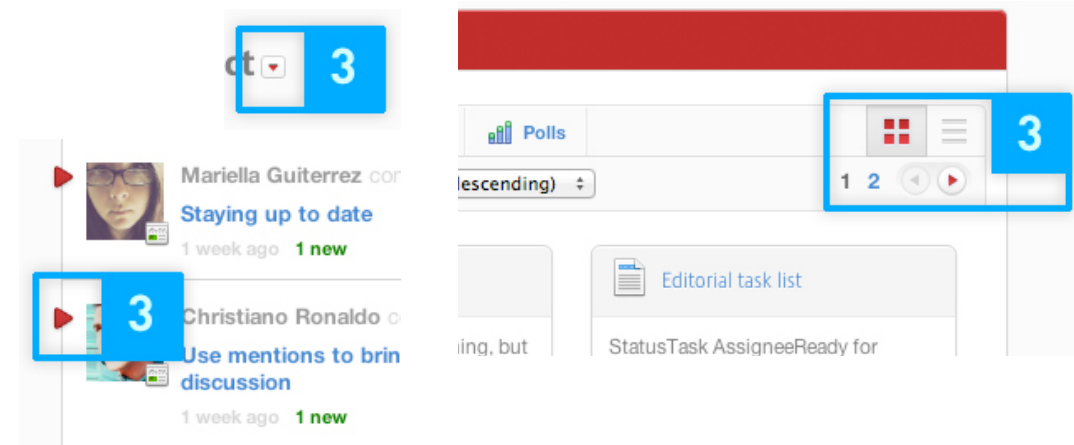 ct
3
Mariella Guiterrez con
Staying up to date
1 week ago 1 new
3
Christiano Ronaldo c
Use mentions to brin
discussion
1 week ago 1 new
Polls
3
lescending)
1 2
Editorial task list
ing, but
StatusTask AssigneeReady for